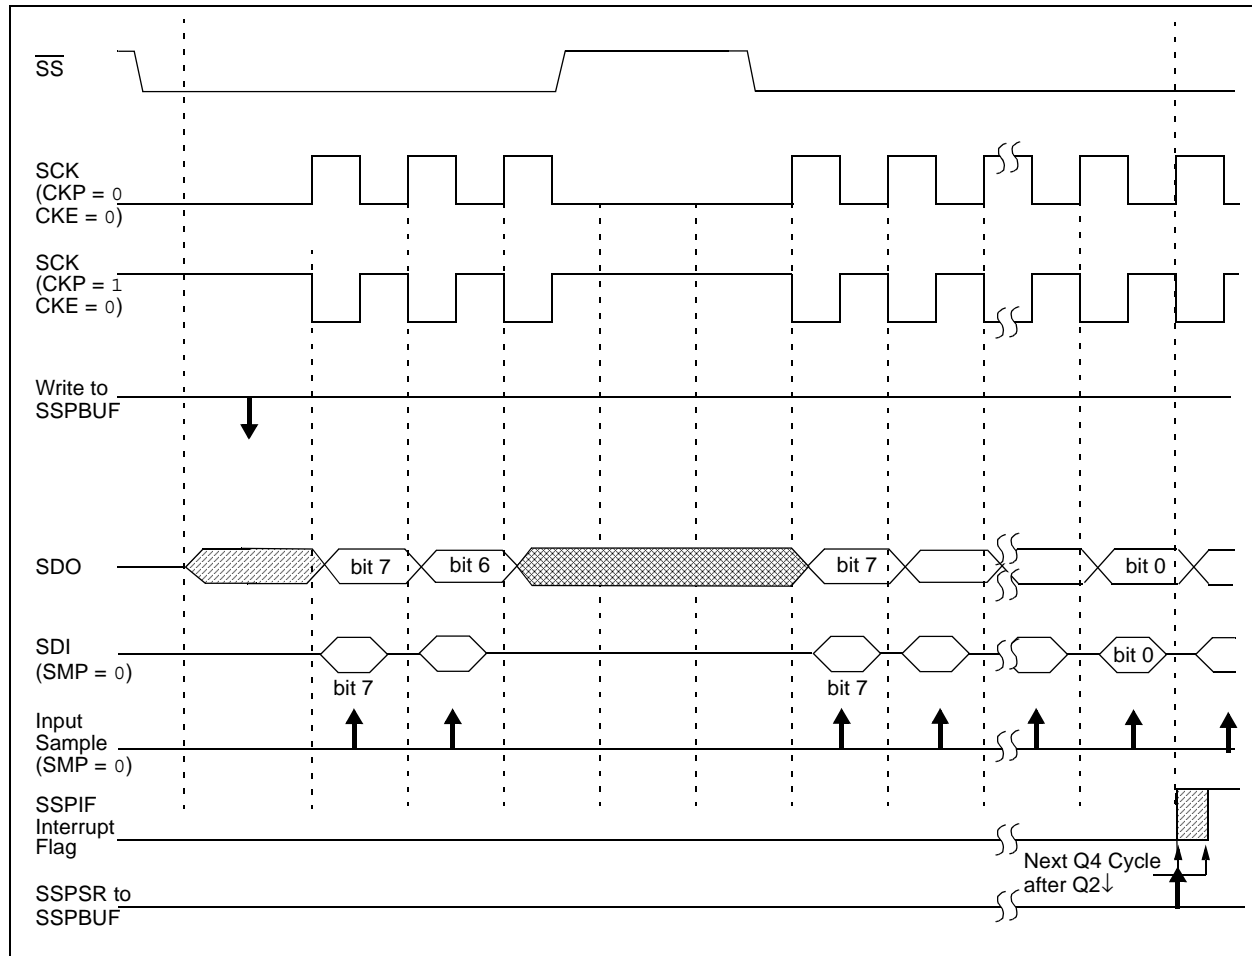 SS
SCK
(CKP = 0
CKE = 0)
SCK
(CKP = 1
CKE = 0)
Write to
SSPBUF
SDO
bit 7
bit 6
bit 7
bit 0
SDI
(SMP = 0)
bit 7
bit 7
bit 0
Input
Sample
(SMP = 0)
SSPIF
Interrupt
Flag
Next Q4 Cycle
after Q2↓
SSPSR to
SSPBUF